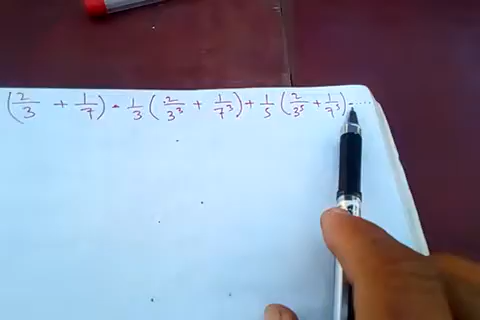 (2/3 + 1/7) - 1/3 (2/3³ + 1/7³) + 1/5 (2/3⁵ + 1/7⁵) - .....